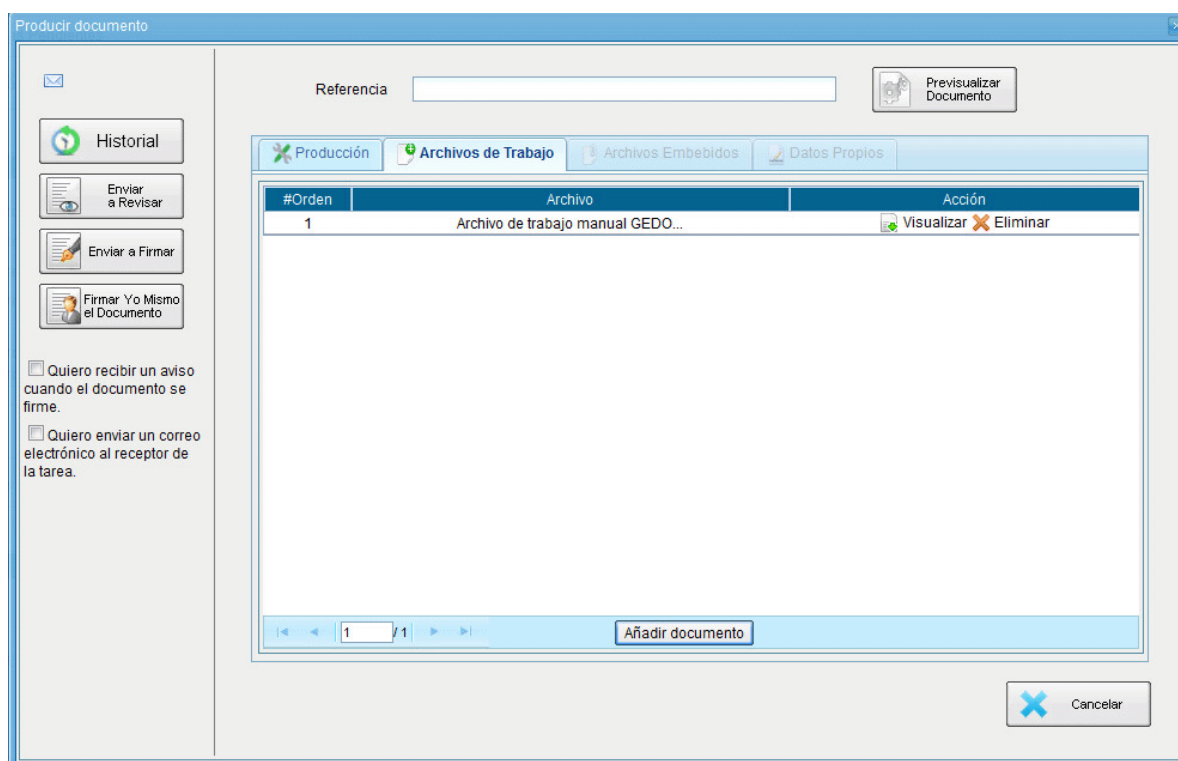 Producir documento
Referencia
Previsualizar
Documento
Historial
Enviar
a Revisar
Enviar a Firmar
Firmar Yo Mismo
el Documento
Quiero recibir un aviso
cuando el documento se
firme.
Quiero enviar un correo
electrónico al receptor de
la tarea.
Producción Archivos de Trabajo Archivos Embebidos Datos Propios
#Orden Archivo Acción
1 Archivo de trabajo manual GEDO... Visualizar Eliminar
1 / 1 Añadir documento
Cancelar